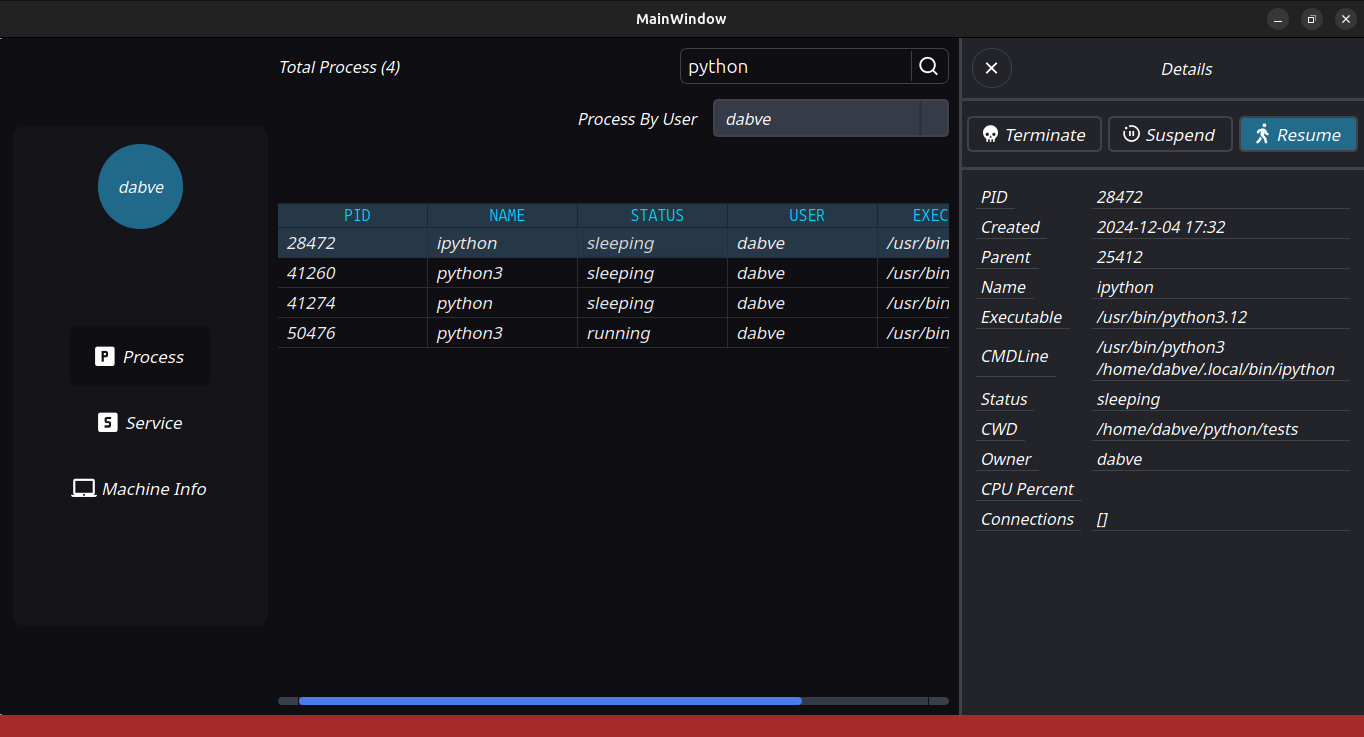 MainWindow
Total Process (4)
python
Process By User
dabve
dabve
P Process
S Service
Machine Info
PID NAME STATUS USER EXEC
28472 ipython sleeping dabve /usr/bin
41260 python3 sleeping dabve /usr/bin
41274 python sleeping dabve /usr/bin
50476 python3 running dabve /usr/bin
Details
Terminate Suspend Resume
PID 28472
Created 2024-12-04 17:32
Parent 25412
Name ipython
Executable /usr/bin/python3.12
CMDLine /usr/bin/python3
/home/dabve/.local/bin/ipython
Status sleeping
CWD /home/dabve/python/tests
Owner dabve
CPU Percent
Connections []